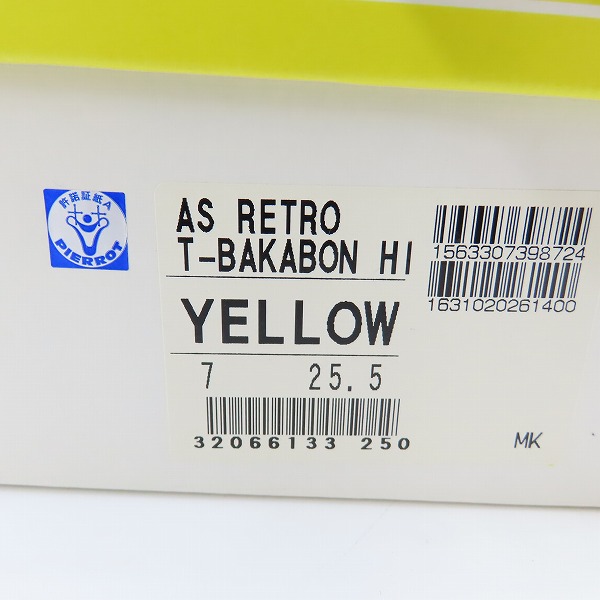 許諾証紙A
PIERROT
AS RETRO
T-BAKABON HI
YELLOW
7 25.5
32066133 250
1563307398724
1631020261400
MK